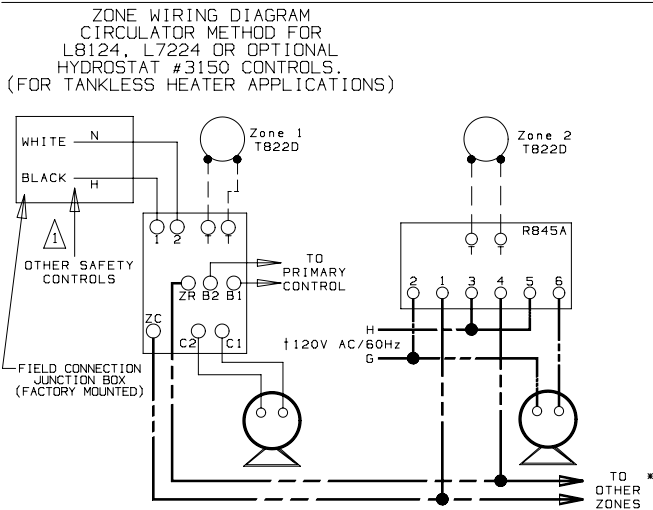 ZONE WIRING DIAGRAM
CIRCULATOR METHOD FOR
L8124, L7224 OR OPTIONAL
HYDROSTAT #3150 CONTROLS.
(FOR TANKLESS HEATER APPLICATIONS)
WHITE N
BLACK H
1
OTHER SAFETY
CONTROLS
FIELD CONNECTION
JUNCTION BOX
(FACTORY MOUNTED)
Zone 1
T822D
1 2 T T
ZR B2 B1
ZC
C2 C1
TO
PRIMARY
CONTROL
Zone 2
T822D
R845A
T T
2 1 3 4 5 6
H
†120V AC/60Hz
G
TO *
OTHER
ZONES